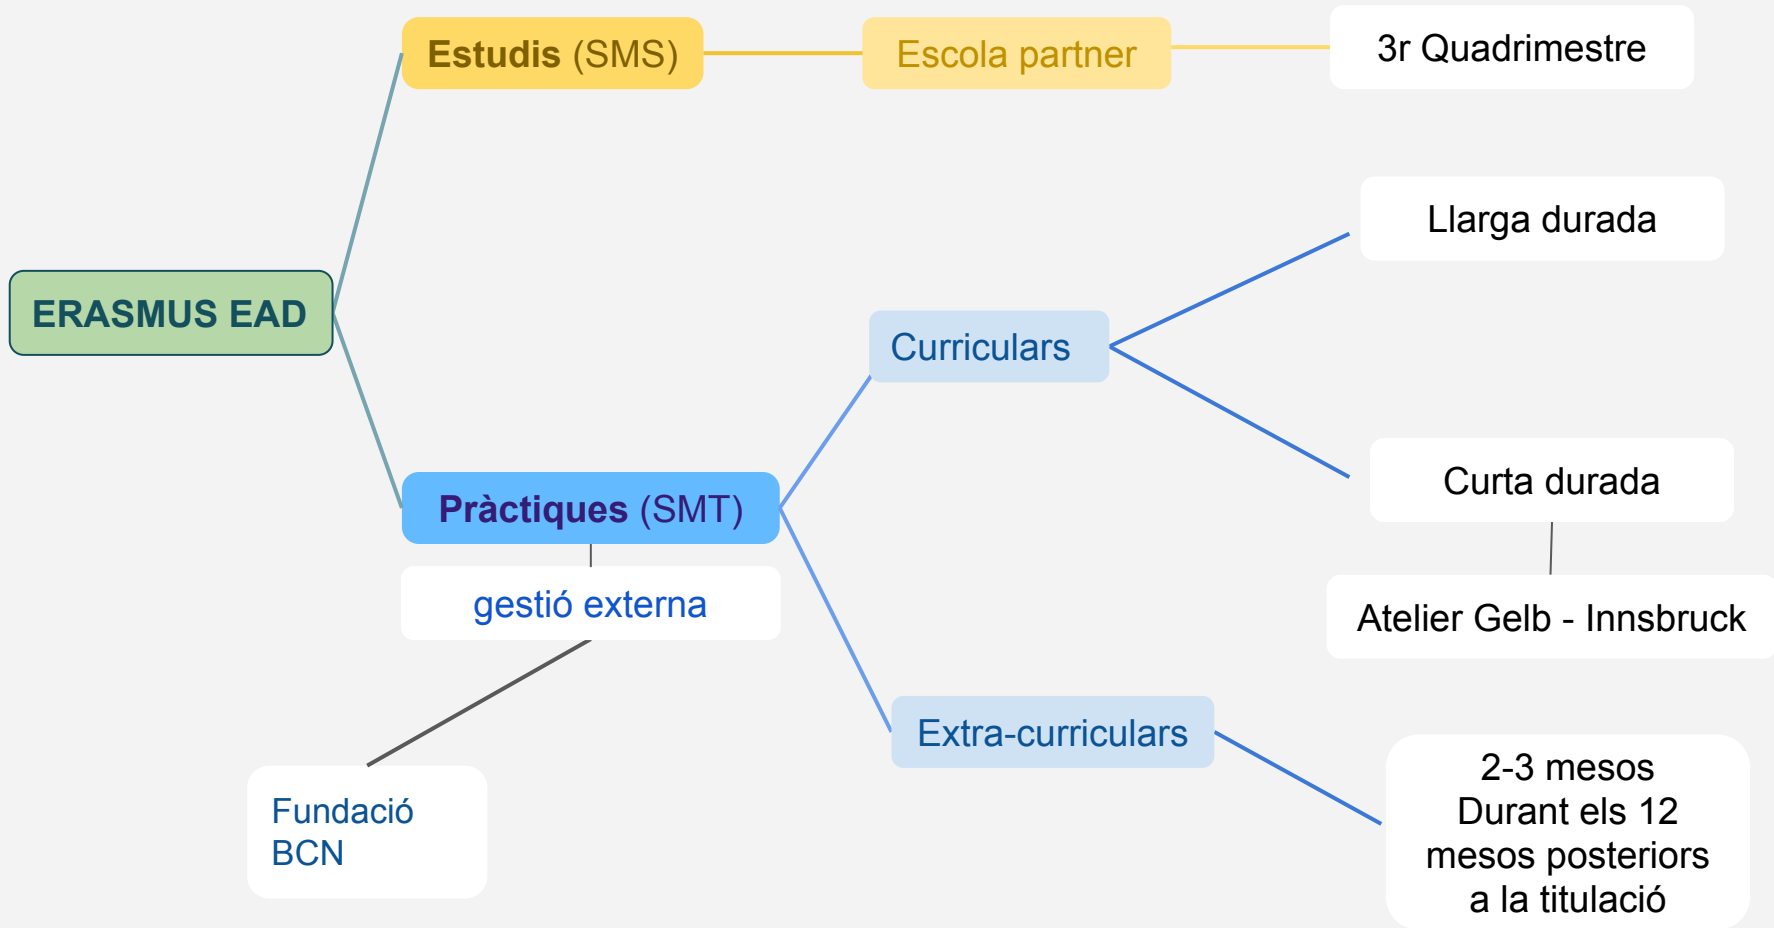 Estudis (SMS)
Escola partner
3r Quadrimestre
Llarga durada
ERASMUS EAD
Curriculars
Curta durada
Pràctiques (SMT)
gestió externa
Atelier Gelb - Innsbruck
Extra-curriculars
Fundació
BCN
2-3 mesos
Durant els 12
mesos posteriors
a la titulació